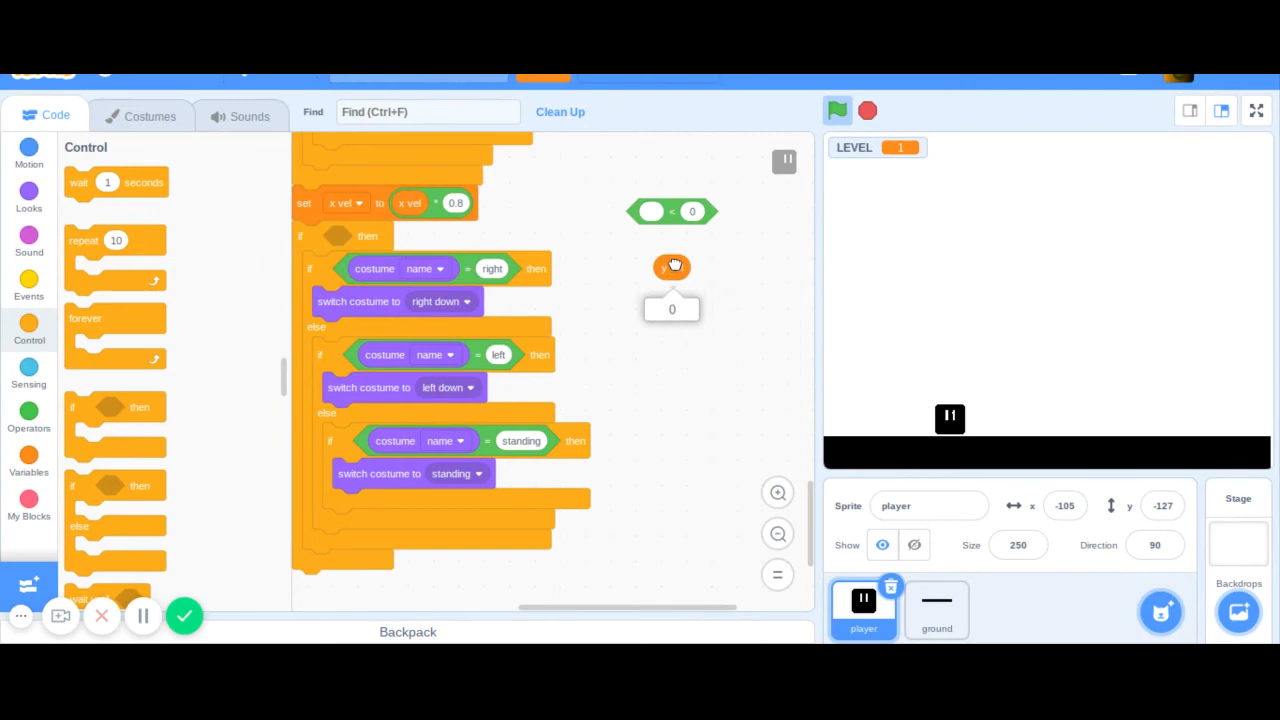 Code
Costumes
Sounds
Find
Find (Ctrl+F)
Clean Up
Motion
Looks
Sound
Events
Control
Sensing
Operators
Variables
My Blocks
Control
wait 1 seconds
repeat 10
forever
if then
if then
else
wait until
set x vel to x vel * 0.8
if then
if costume name = right then
switch costume to right down
else
if costume name = left then
switch costume to left down
else
if costume name = standing then
switch costume to standing
< 0
y
0
Backpack
LEVEL 1
Sprite player x -105 y -127
Show Size 250 Direction 90
player
ground
Stage
Backdrops